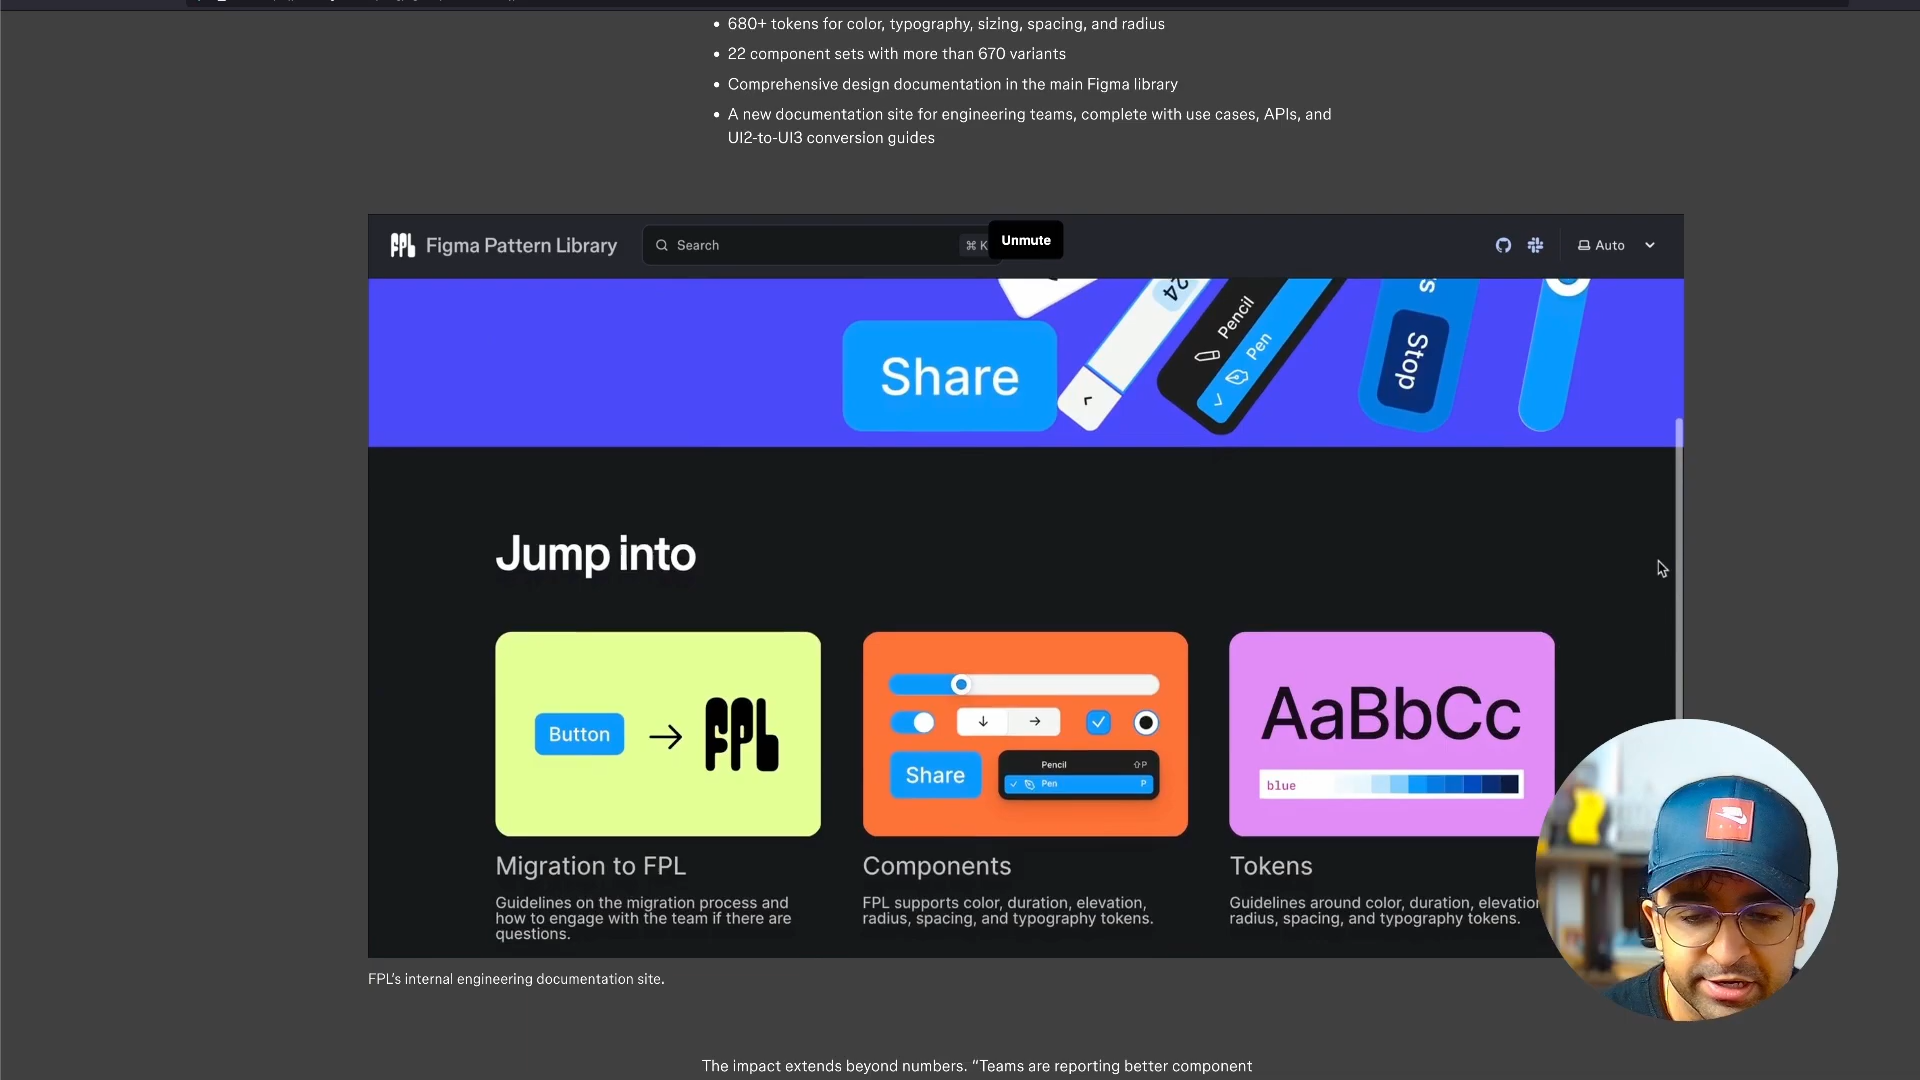 • 680+ tokens for color, typography, sizing, spacing, and radius
• 22 component sets with more than 670 variants
• Comprehensive design documentation in the main Figma library
• A new documentation site for engineering teams, complete with use cases, APIs, and
UI2-to-UI3 conversion guides
FPL Figma Pattern Library
Search
⌘ K
Unmute
Auto
Share
24
Pencil
Pen
Stop
Jump into
Button → FPL
Share
Pencil ⇧P
Pen P
AaBbCc
blue
Migration to FPL
Guidelines on the migration process and
how to engage with the team if there are
questions.
Components
FPL supports color, duration, elevation,
radius, spacing, and typography tokens.
Tokens
Guidelines around color, duration,
radius, spacing, and typography tokens.
FPL’s internal engineering documentation site.
The impact extends beyond numbers. “Teams are reporting better component